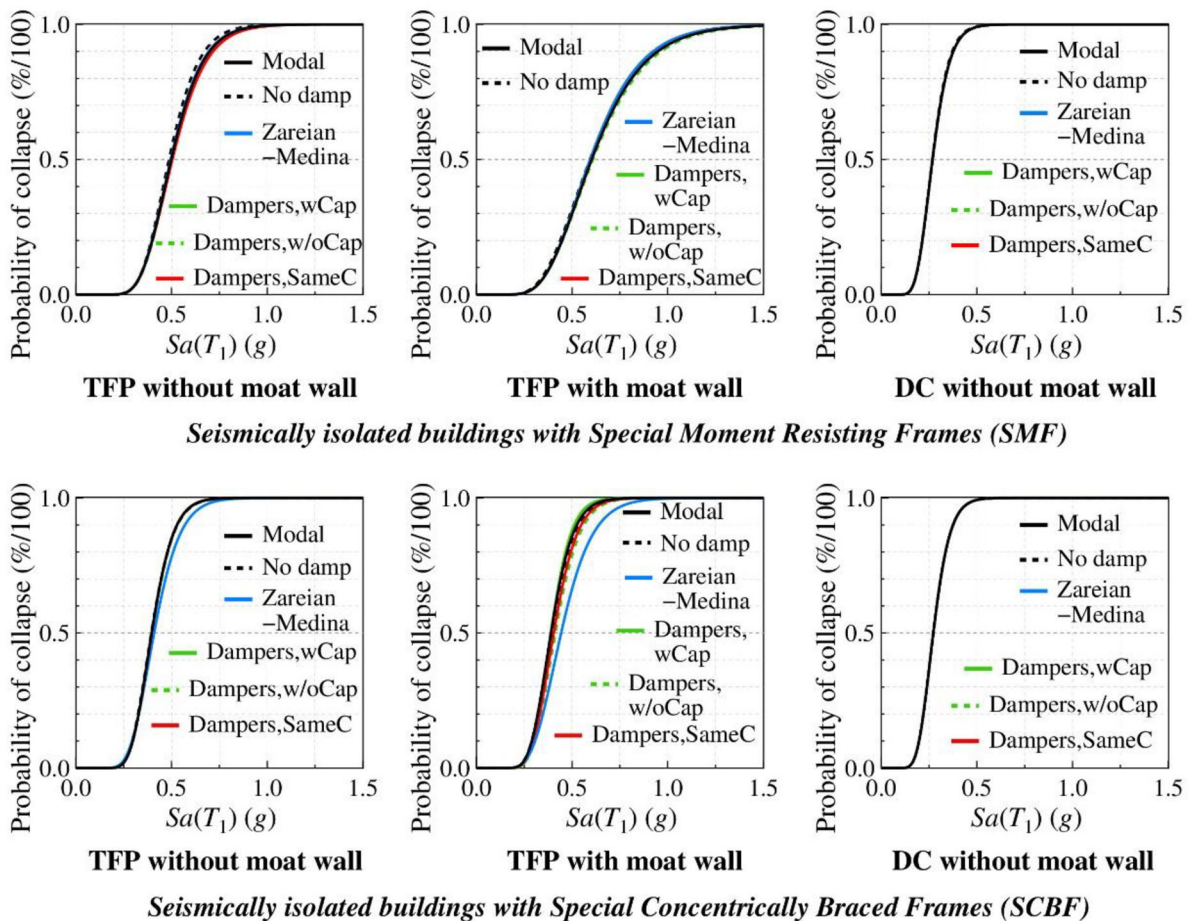 Probability of collapse (%/100)
1.0
0.5
0.0
Modal
No damp
Zareian
−Medina
Dampers,wCap
Dampers,w/oCap
Dampers,SameC
0.0 0.5 1.0 1.5
Sa(T1) (g)
TFP without moat wall
Probability of collapse (%/100)
1.0
0.5
0.0
Modal
No damp
Zareian
−Medina
Dampers,
wCap
Dampers,
w/oCap
Dampers,SameC
0.0 0.5 1.0 1.5
Sa(T1) (g)
TFP with moat wall
Probability of collapse (%/100)
1.0
0.5
0.0
Modal
No damp
Zareian
−Medina
Dampers,wCap
Dampers,w/oCap
Dampers,SameC
0.0 0.5 1.0 1.5
Sa(T1) (g)
DC without moat wall
Seismically isolated buildings with Special Moment Resisting Frames (SMF)
Probability of collapse (%/100)
1.0
0.5
0.0
Modal
No damp
Zareian
−Medina
Dampers,wCap
Dampers,w/oCap
Dampers,SameC
0.0 0.5 1.0 1.5
Sa(T1) (g)
TFP without moat wall
Probability of collapse (%/100)
1.0
0.5
0.0
Modal
No damp
Zareian
−Medina
Dampers,
wCap
Dampers,
w/oCap
Dampers,SameC
0.0 0.5 1.0 1.5
Sa(T1) (g)
TFP with moat wall
Probability of collapse (%/100)
1.0
0.5
0.0
Modal
No damp
Zareian
−Medina
Dampers,wCap
Dampers,w/oCap
Dampers,SameC
0.0 0.5 1.0 1.5
Sa(T1) (g)
DC without moat wall
Seismically isolated buildings with Special Concentrically Braced Frames (SCBF)